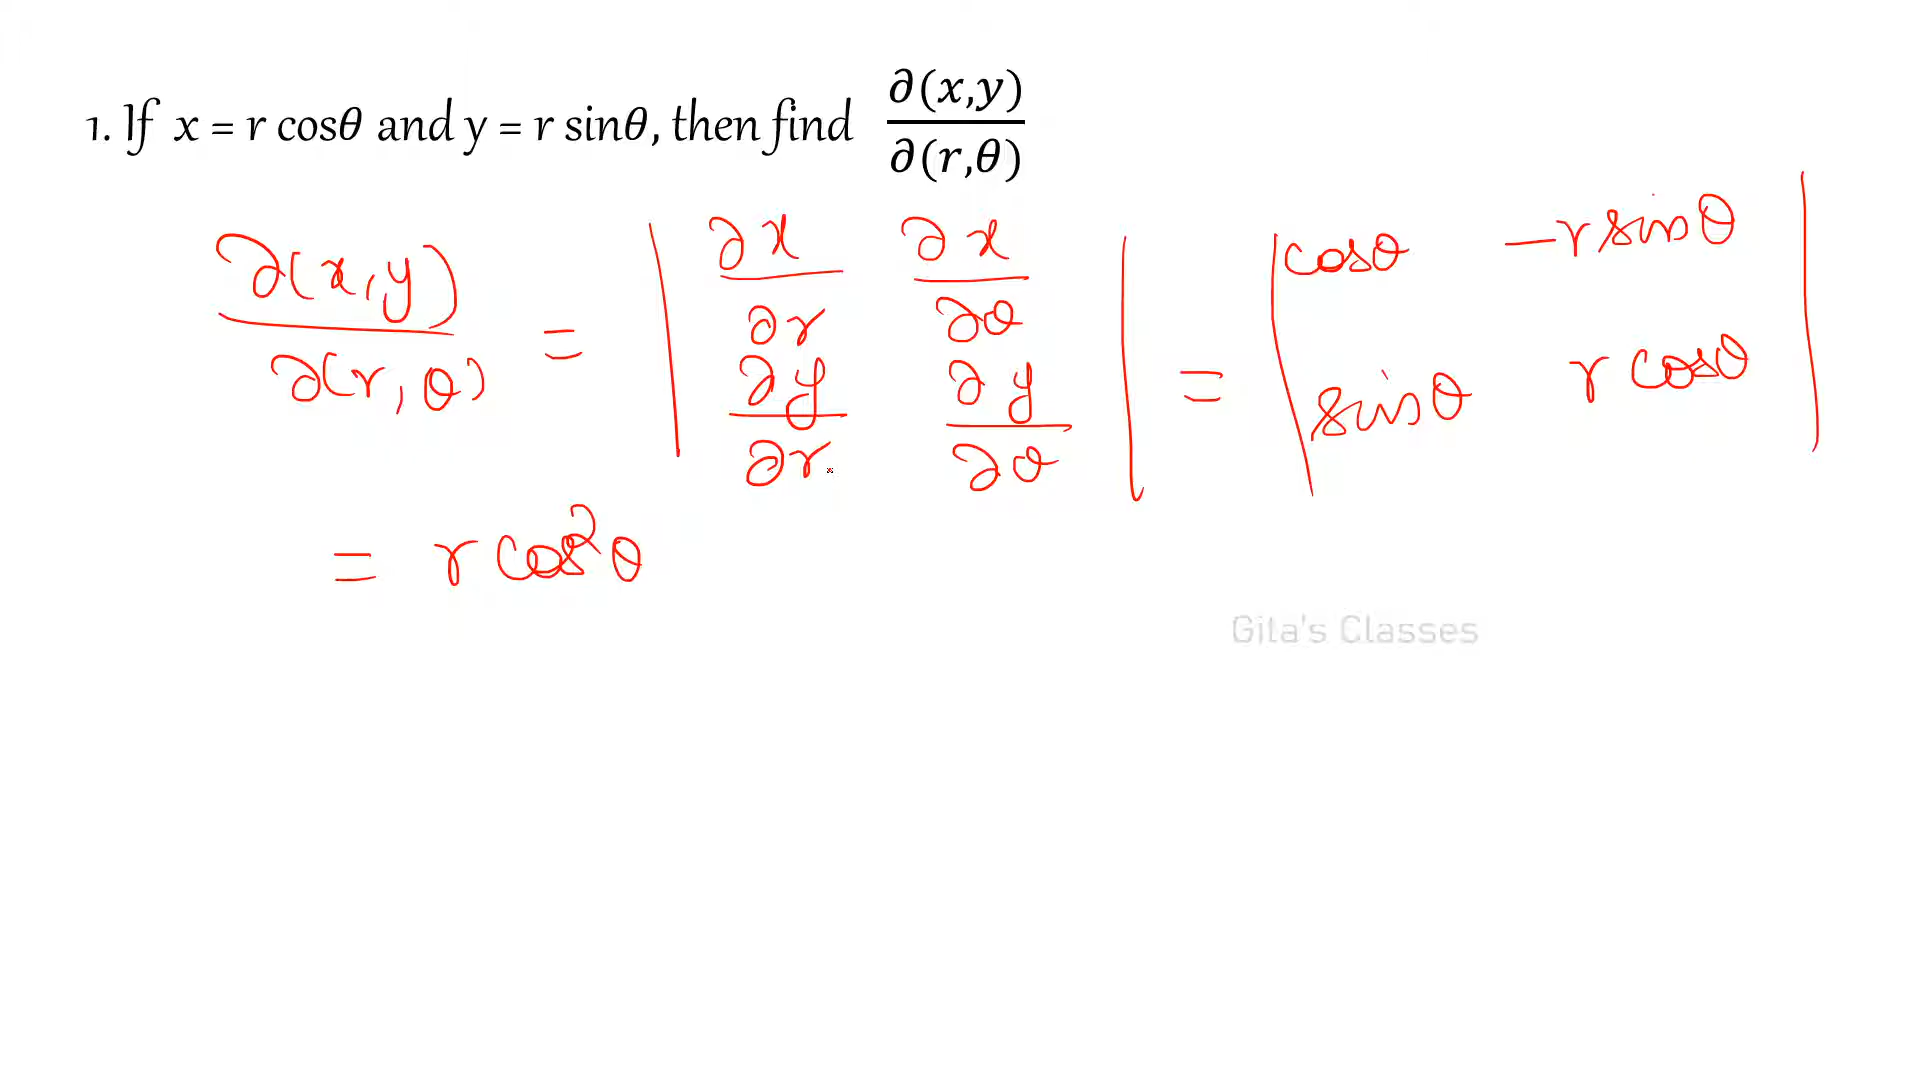 1. If x = r cosθ and y = r sinθ, then find ∂(x,y)/∂(r,θ)
∂(x,y)/∂(r,θ) = | ∂x/∂r ∂x/∂θ | = | cosθ −r sinθ |
| ∂y/∂r ∂y/∂θ | | sinθ r cosθ |
= r cos²θ
Gita's Classes